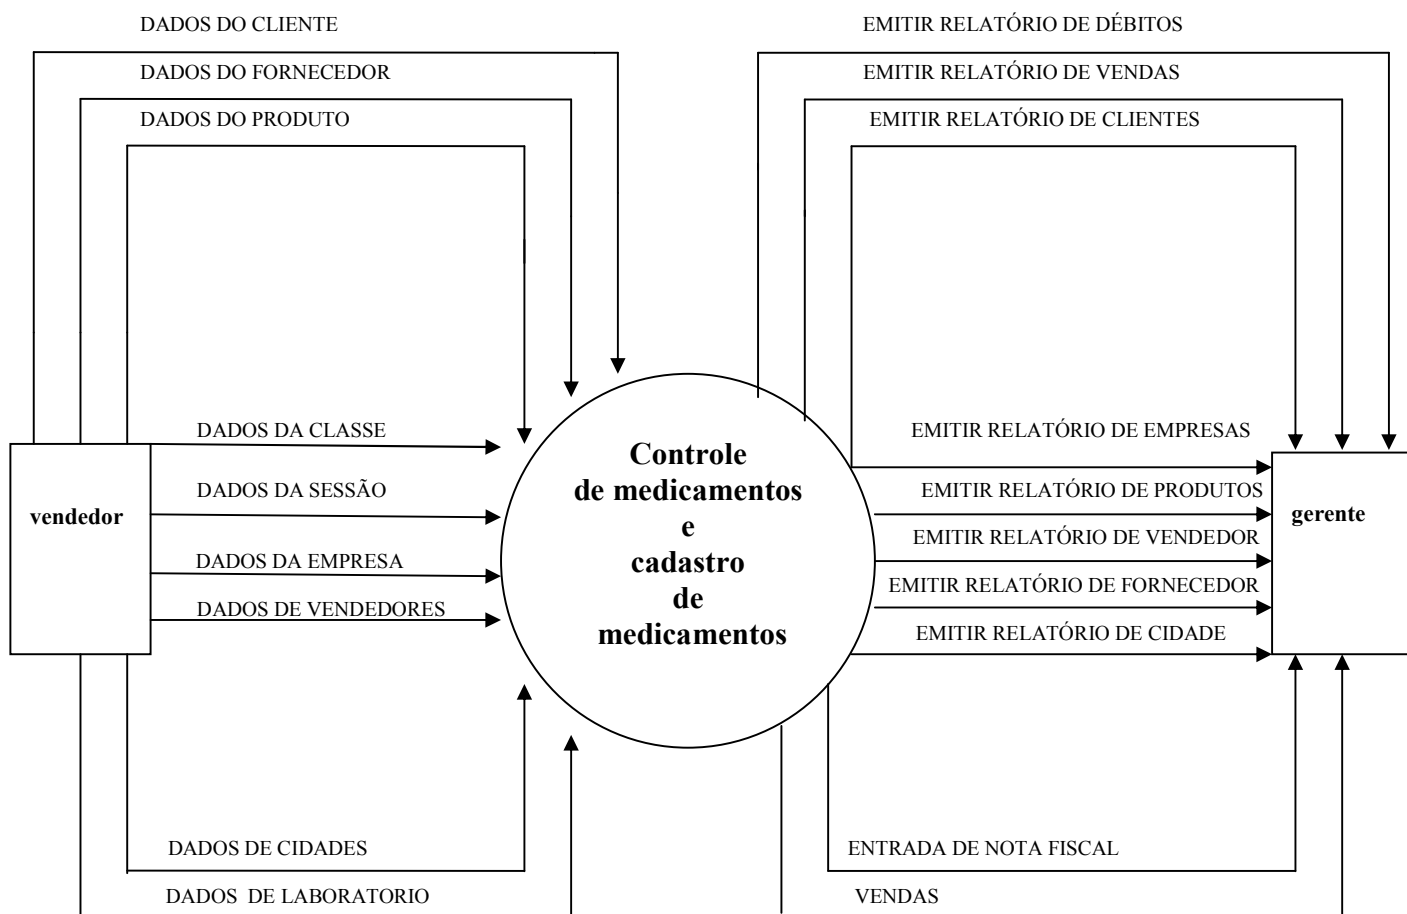 DADOS DO CLIENTE
DADOS DO FORNECEDOR
DADOS DO PRODUTO
EMITIR RELATÓRIO DE DÉBITOS
EMITIR RELATÓRIO DE VENDAS
EMITIR RELATÓRIO DE CLIENTES
vendedor
DADOS DA CLASSE
DADOS DA SESSÃO
DADOS DA EMPRESA
DADOS DE VENDEDORES
Controle
de medicamentos
e
cadastro
de
medicamentos
EMITIR RELATÓRIO DE EMPRESAS
EMITIR RELATÓRIO DE PRODUTOS
EMITIR RELATÓRIO DE VENDEDOR
EMITIR RELATÓRIO DE FORNECEDOR
EMITIR RELATÓRIO DE CIDADE
gerente
DADOS DE CIDADES
DADOS DE LABORATORIO
ENTRADA DE NOTA FISCAL
VENDAS